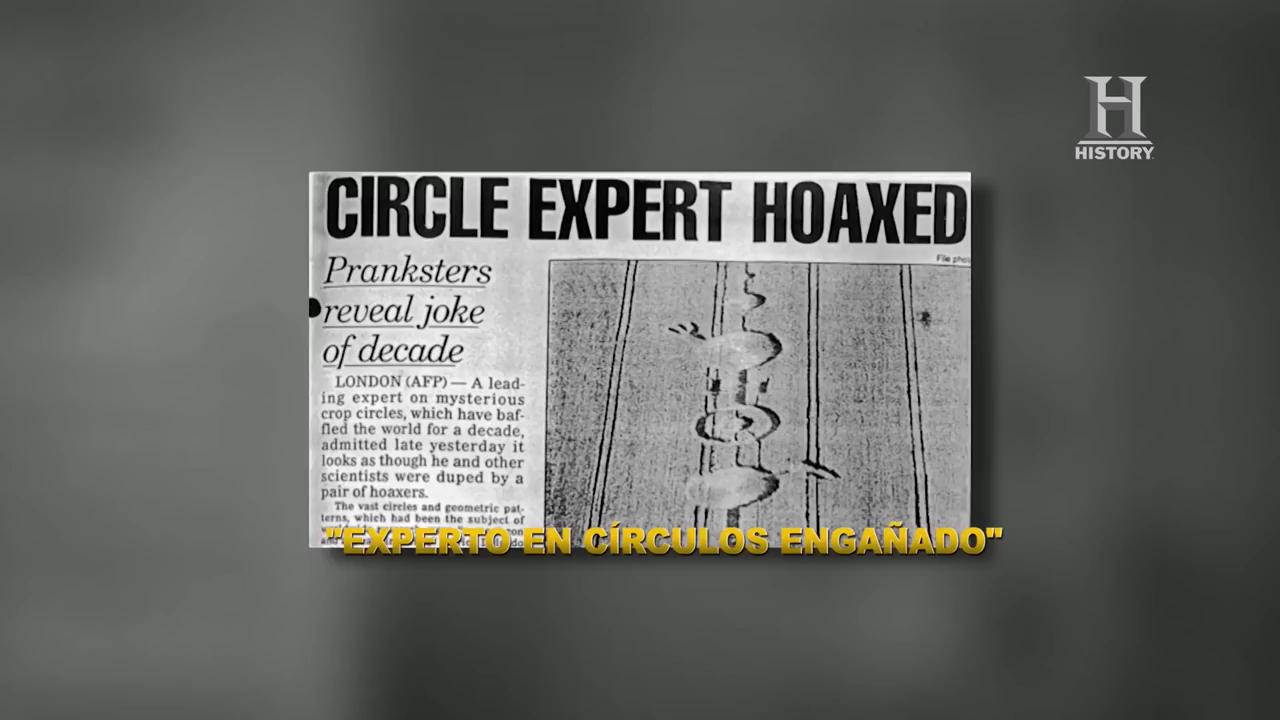 H
HISTORY
CIRCLE EXPERT HOAXED
File phot
Pranksters
reveal joke
of decade
LONDON (AFP) — A lead-
ing expert on mysterious
crop circles, which have baf-
fled the world for a decade,
admitted late yesterday it
looks as though he and other
scientists were duped by a
pair of hoaxers.
The vast circles and geometric pat-
terns, which had been the subject of
"EXPERTO EN CÍRCULOS ENGAÑADO"